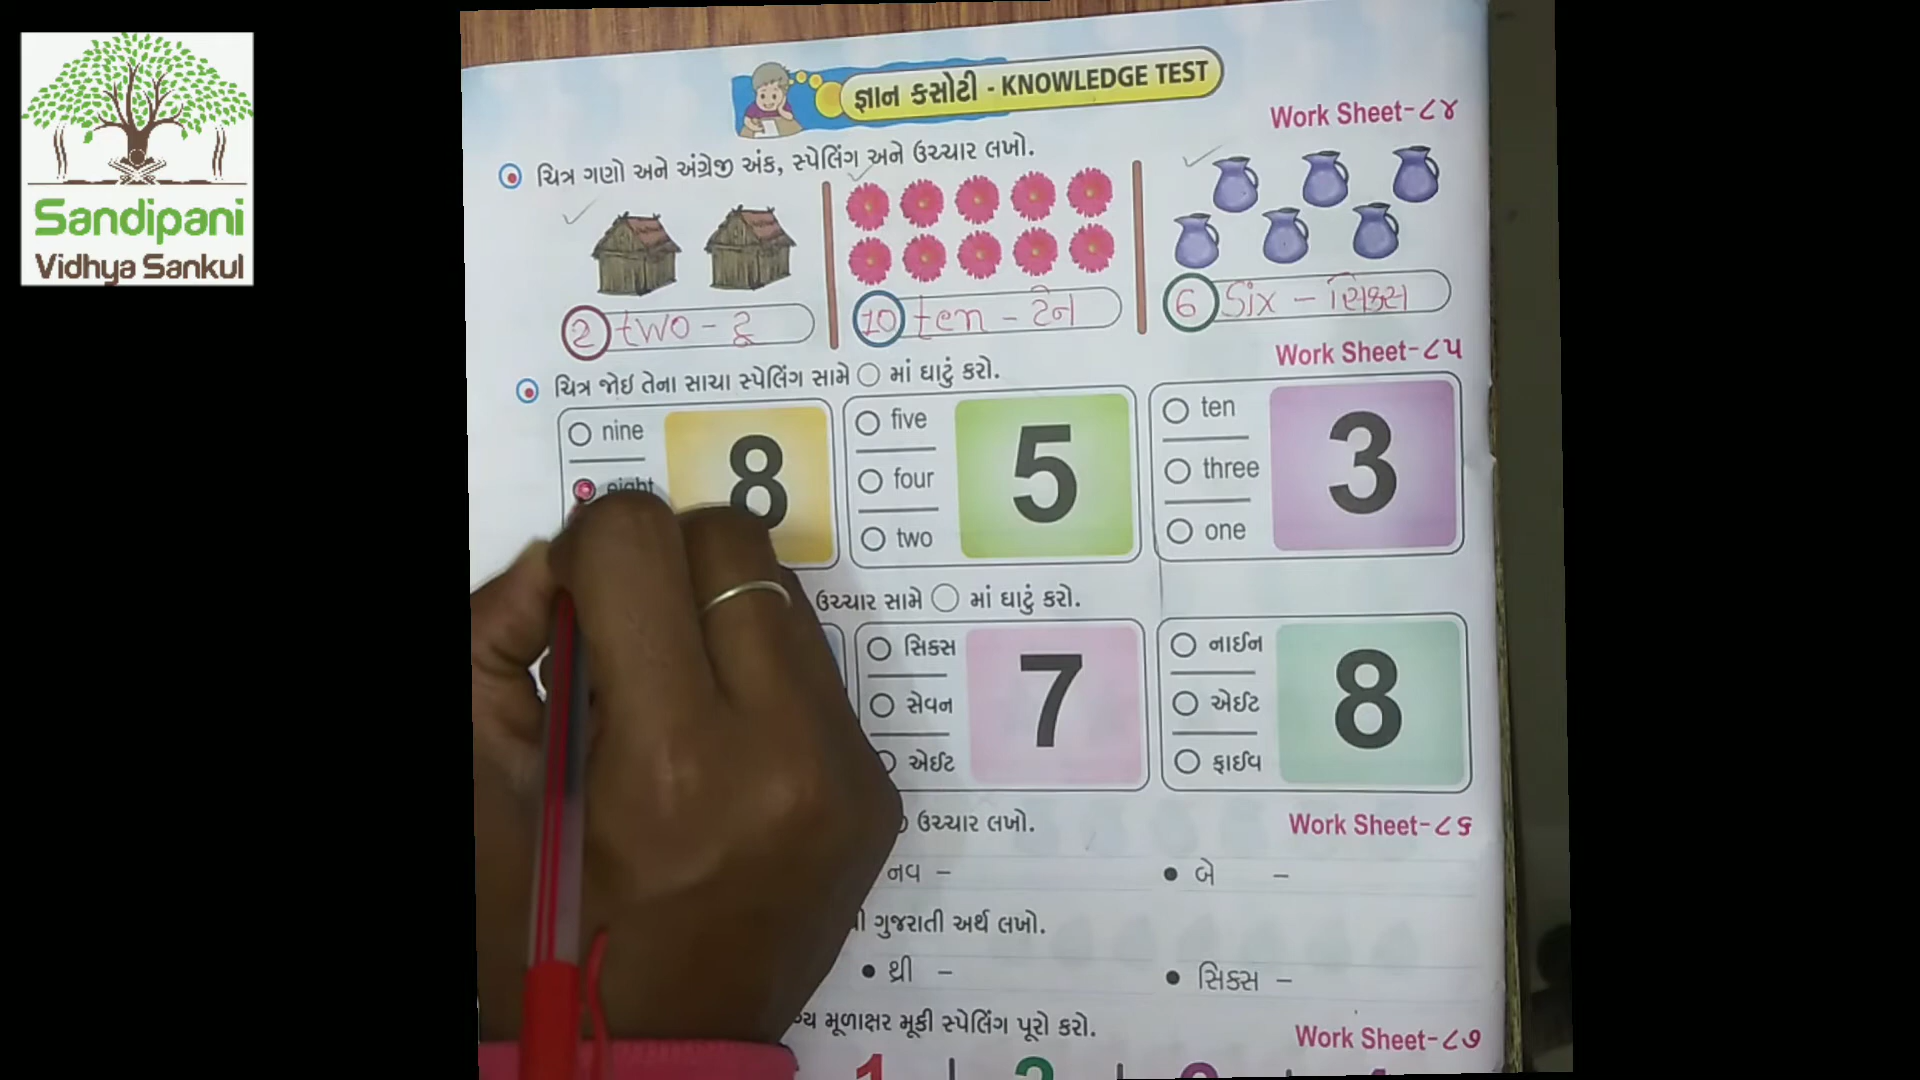 Sandipani
Vidhya Sankul
જ્ઞાન કસોટી - KNOWLEDGE TEST
Work Sheet-૮૪
ચિત્ર ગણો અને અંગ્રેજી અંક, સ્પેલિંગ અને ઉચ્ચાર લખો.
2 two - ટૂ
10 ten - ટેન
6 Six - સિક્સ
Work Sheet-૮૫
ચિત્ર જોઈ તેના સાચા સ્પેલિંગ સામે માં ઘાટું કરો.
nine
eight
8
five
four
two
5
ten
three
one
3
ઉચ્ચાર સામે માં ઘાટું કરો.
સિક્સ
સેવન
એઈટ
7
નાઈન
એઈટ
ફાઈવ
8
ઉચ્ચાર લખો.
Work Sheet-૮૬
નવ –
• બે –
ગુજરાતી અર્થ લખો.
• થ્રી –
• સિક્સ –
મૂળાક્ષર મૂકી સ્પેલિંગ પૂરો કરો.
Work Sheet-૮૭